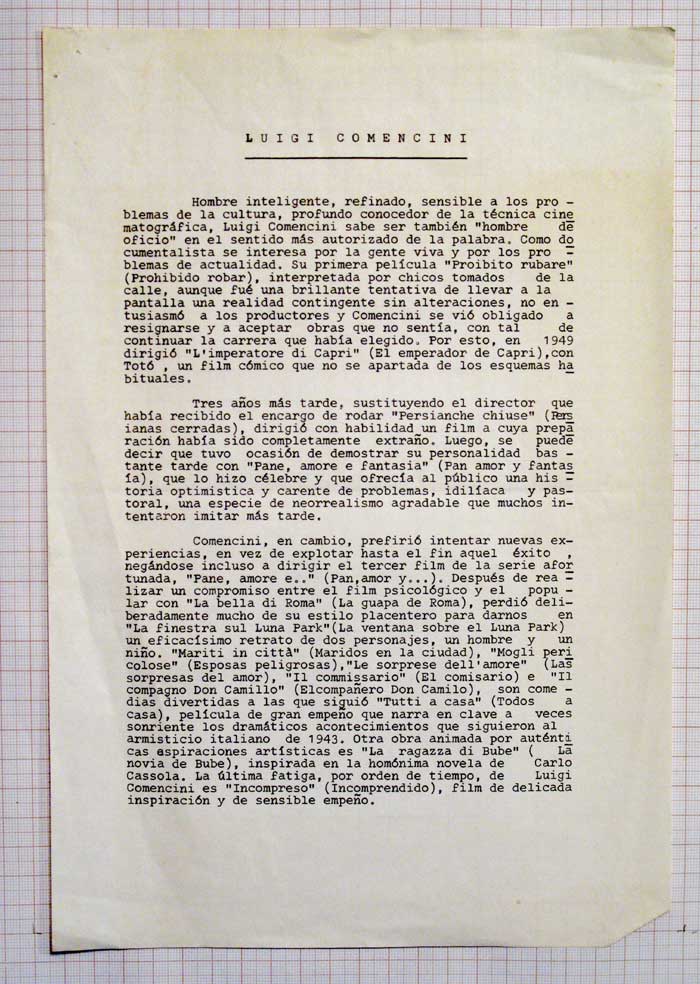 LUIGI COMENCINI
Hombre inteligente, refinado, sensible a los pro -
blemas de la cultura, profundo conocedor de la técnica cine
matográfica, Luigi Comencini sabe ser también "hombre de
oficio" en el sentido más autorizado de la palabra. Como do
cumentalista se interesa por la gente viva y por los pro -
blemas de actualidad. Su primera película "Proibito rubare"
(Prohibido robar), interpretada por chicos tomados de la
calle, aunque fué una brillante tentativa de llevar a la
pantalla una realidad contingente sin alteraciones, no en -
tusiasmó a los productores y Comencini se vió obligado a
resignarse y a aceptar obras que no sentía, con tal de
continuar la carrera que había elegido. Por esto, en 1949
dirigió "L'imperatore di Capri" (El emperador de Capri),con
Totó , un film cómico que no se apartada de los esquemas ha
bituales.
Tres años más tarde, sustituyendo el director que
había recibido el encargo de rodar "Persianche chiuse" (Pers
ianas cerradas), dirigió con habilidad un film a cuya prepa
ración había sido completamente extraño. Luego, se puede
decir que tuvo ocasión de demostrar su personalidad bas -
tante tarde con "Pane, amore e fantasia" (Pan amor y fantas
ía), que lo hizo célebre y que ofrecía al público una his -
toria optimistica y carente de problemas, idilíaca y pas-
toral, una especie de neorrealismo agradable que muchos in-
tentaron imitar más tarde.
Comencini, en cambio, prefirió intentar nuevas ex-
periencias, en vez de explotar hasta el fin aquel éxito ,
negándose incluso a dirigir el tercer film de la serie afor
tunada, "Pane, amore e.." (Pan,amor y...). Después de rea -
lizar un compromiso entre el film psicológico y el popu -
lar con "La bella di Roma" (La guapa de Roma), perdió deli-
beradamente mucho de su estilo placentero para darnos en
"La finestra sul Luna Park"(La ventana sobre el Luna Park)
un eficacísimo retrato de dos personajes, un hombre y un
niño. "Mariti in città" (Maridos en la ciudad), "Mogli peri
colose" (Esposas peligrosas),"Le sorprese dell'amore" (Las
sorpresas del amor), "Il commissario" (El comisario) e "Il
compagno Don Camillo" (Elcompañero Don Camilo), son come -
dias divertidas a las que siguió "Tutti a casa" (Todos a
casa), película de gran empeño que narra en clave a veces
sonriente los dramáticos acontecimientos que siguieron al
armisticio italiano de 1943. Otra obra animada por auténti
cas aspiraciones artísticas es "La ragazza di Bube" ( La
novia de Bube), inspirada en la homónima novela de Carlo
Cassola. La última fatiga, por orden de tiempo, de Luigi
Comencini es "Incompreso" (Incomprendido), film de delicada
inspiración y de sensible empeño.